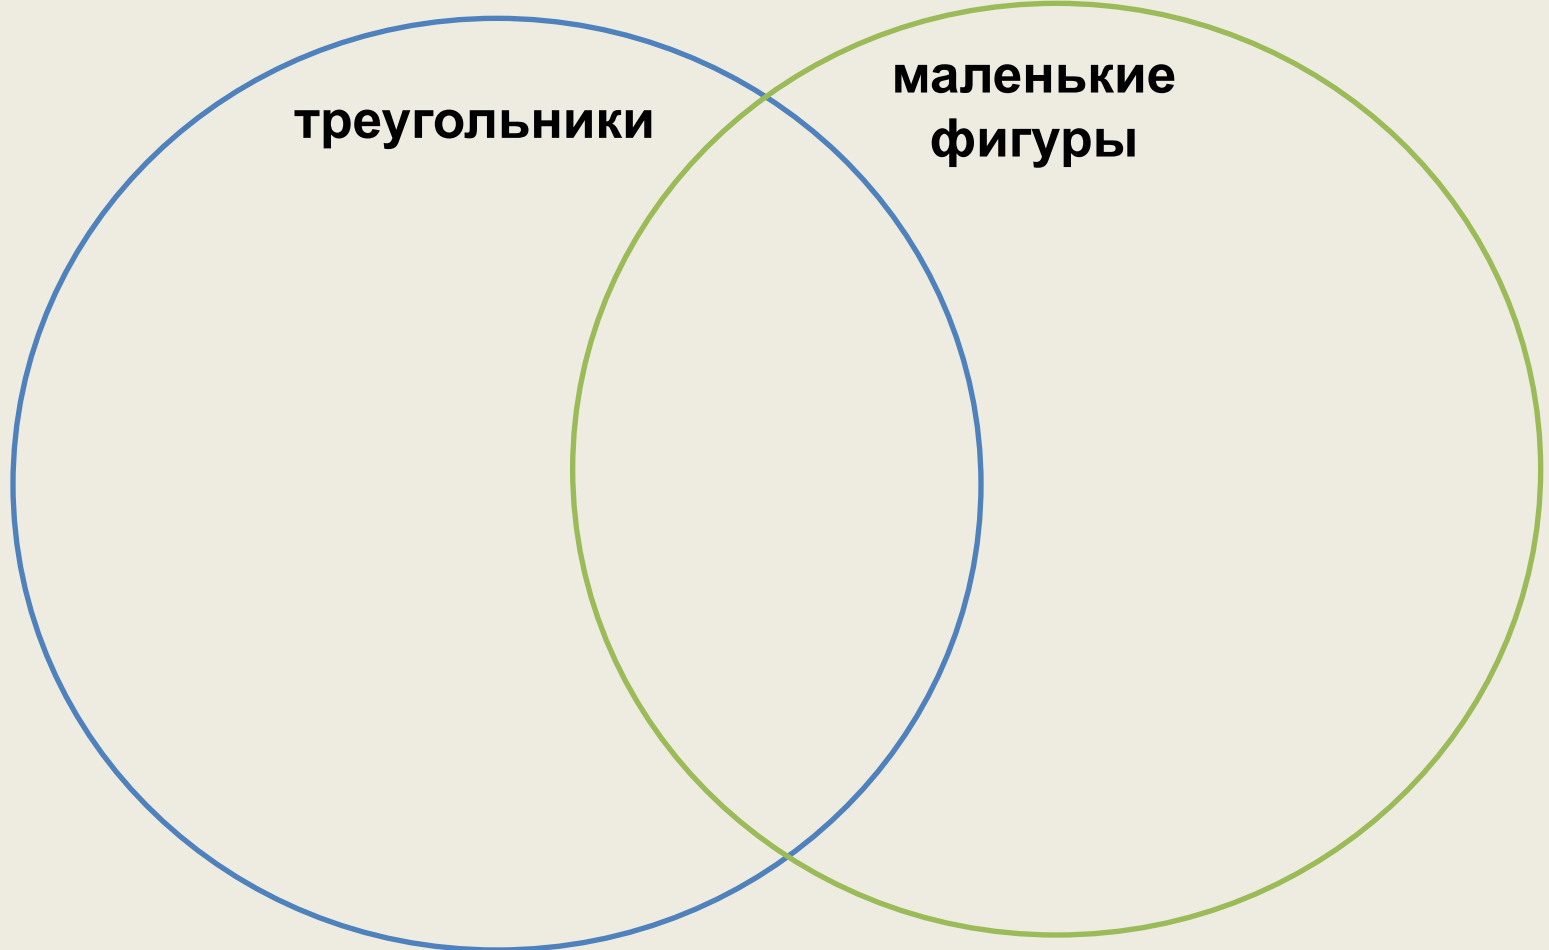 треугольники
маленькие
фигуры